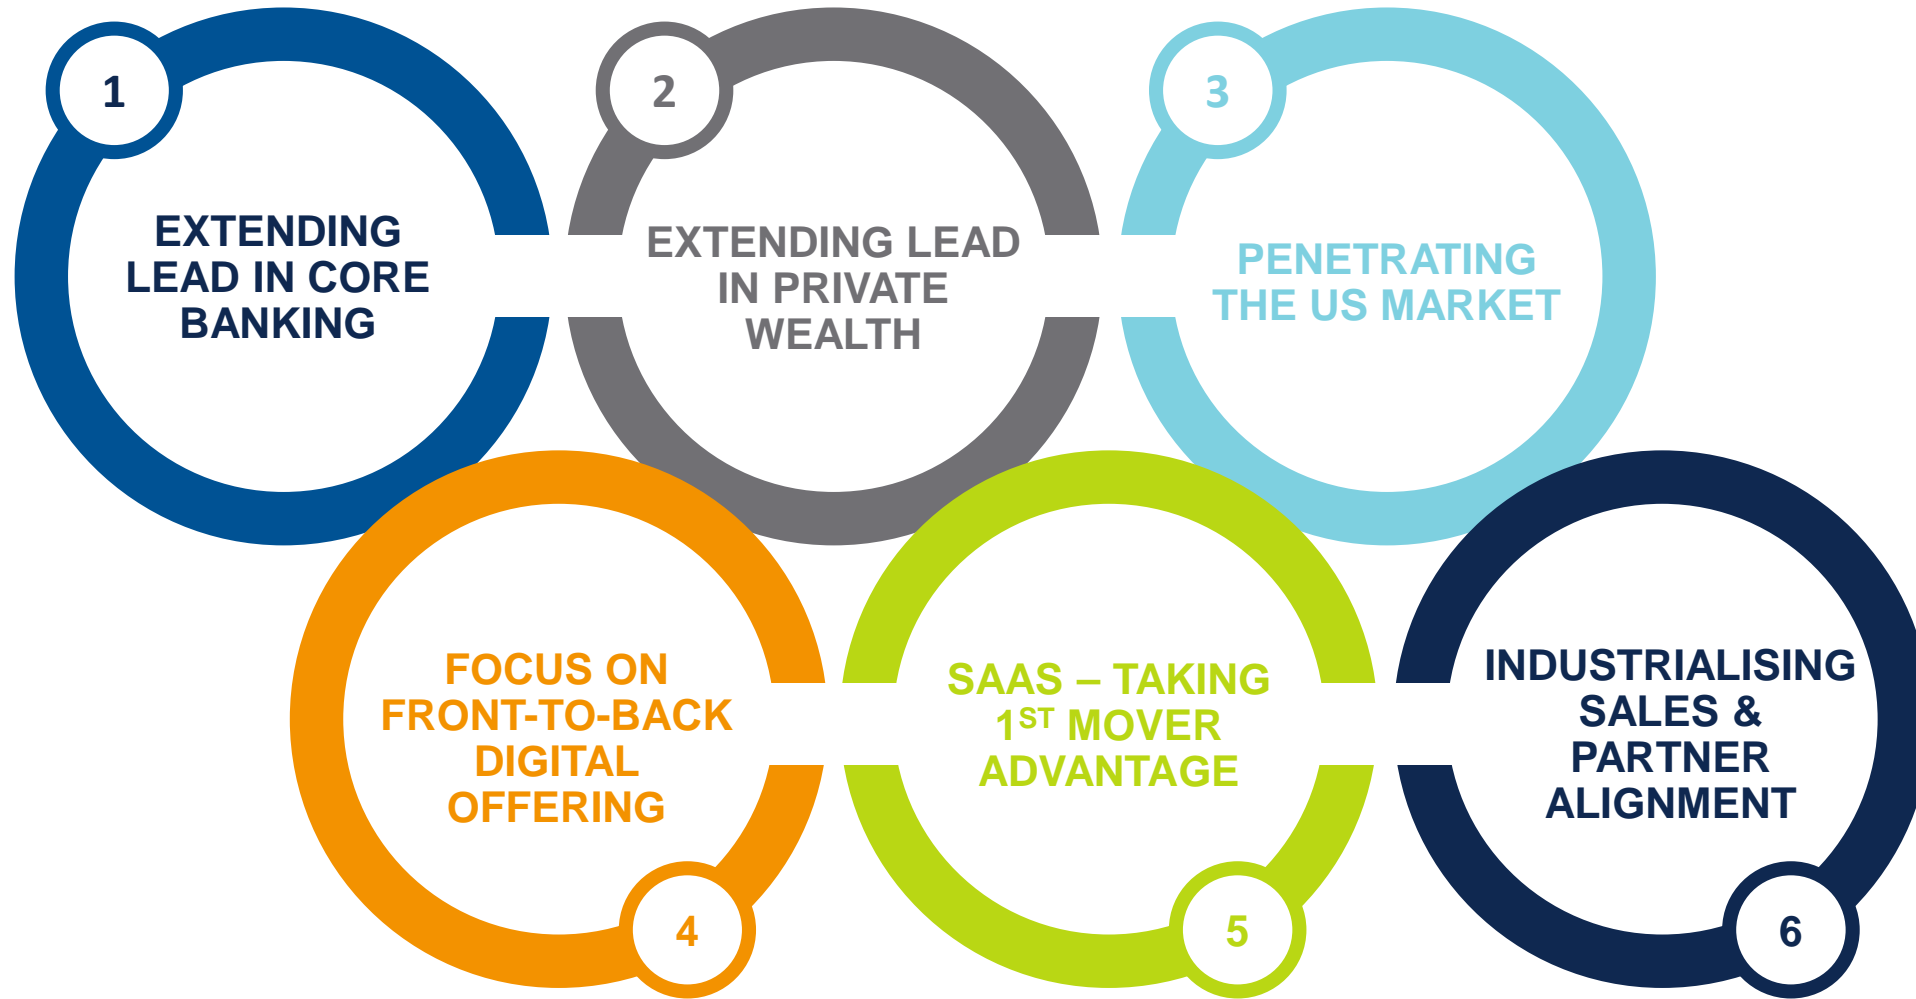 1
EXTENDING
LEAD IN CORE
BANKING
2
EXTENDING LEAD
IN PRIVATE
WEALTH
3
PENETRATING
THE US MARKET
FOCUS ON
FRONT-TO-BACK
DIGITAL
OFFERING
4
SAAS – TAKING
1ST MOVER
ADVANTAGE
5
INDUSTRIALISING
SALES &
PARTNER
ALIGNMENT
6